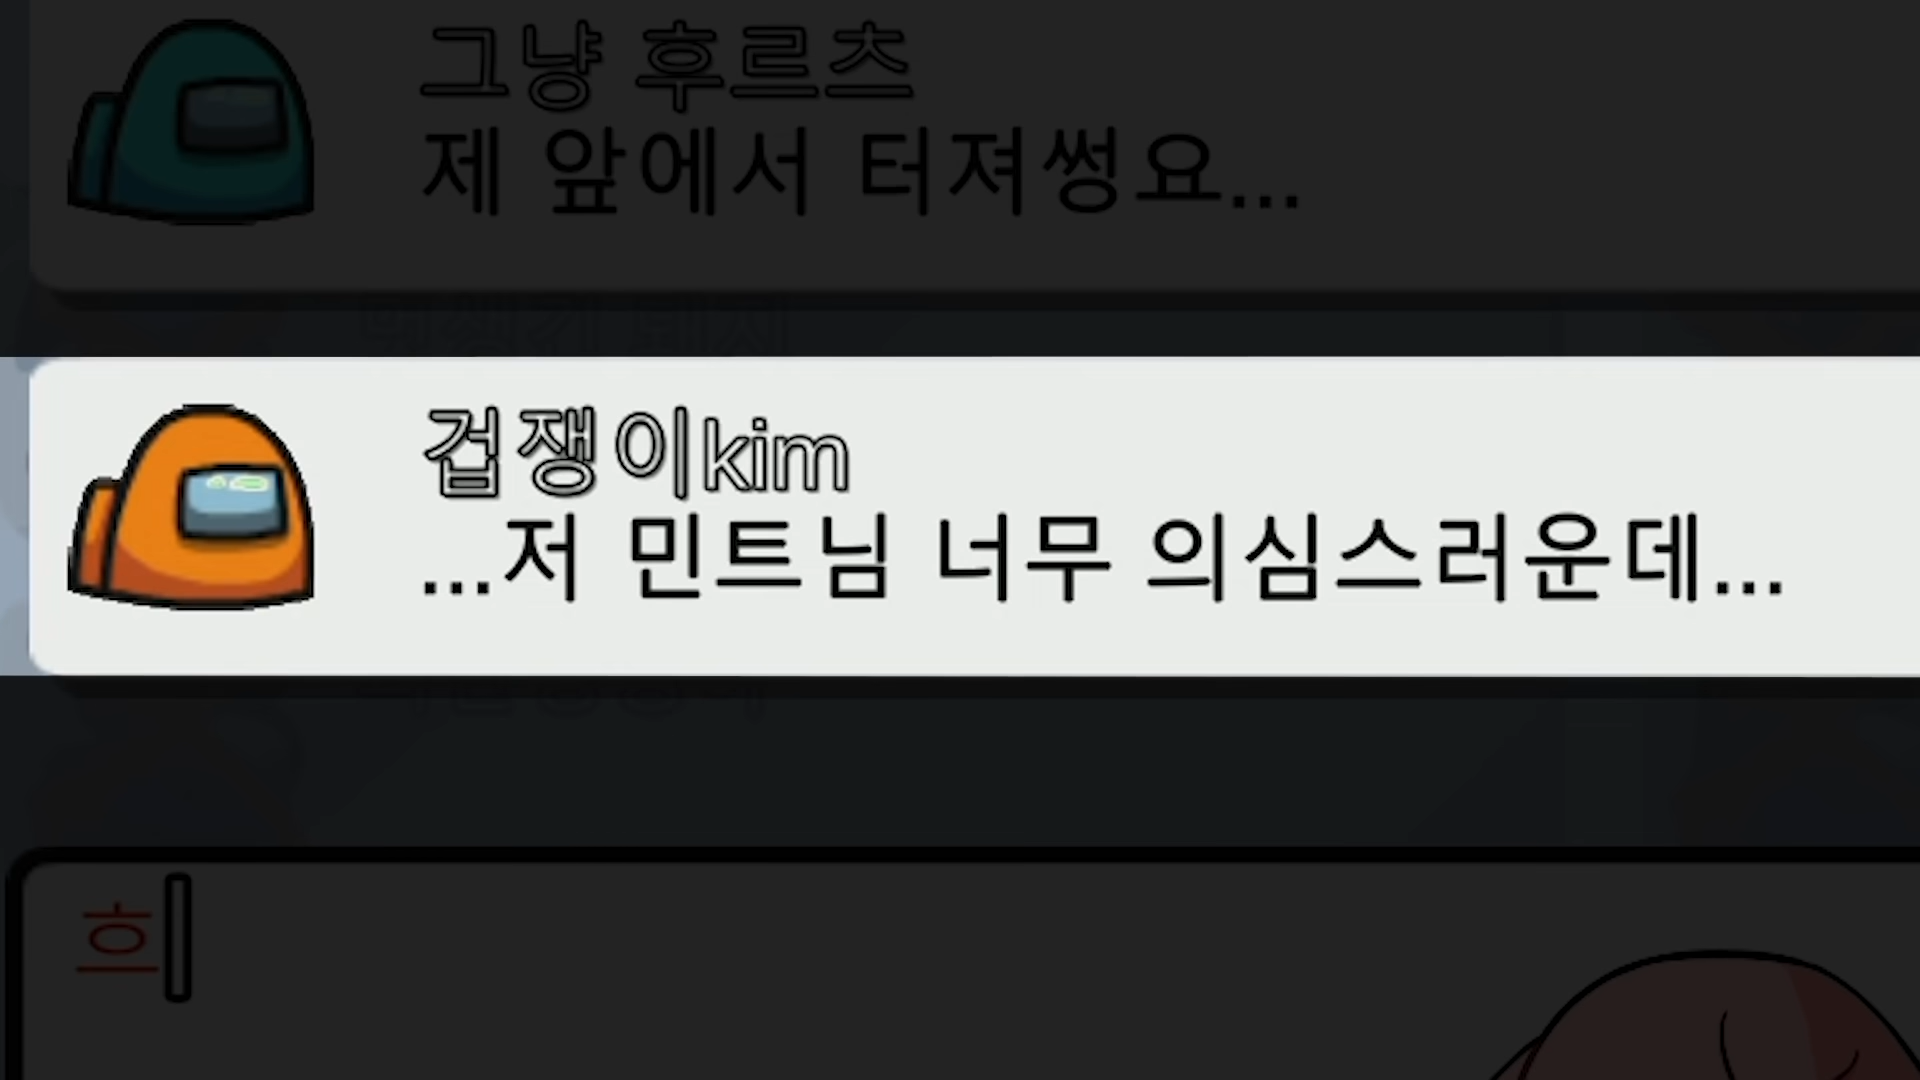 그냥 후르츠
제 앞에서 터져썽요...
겁쟁이kim
...저 민트님 너무 의심스러운데...
흐